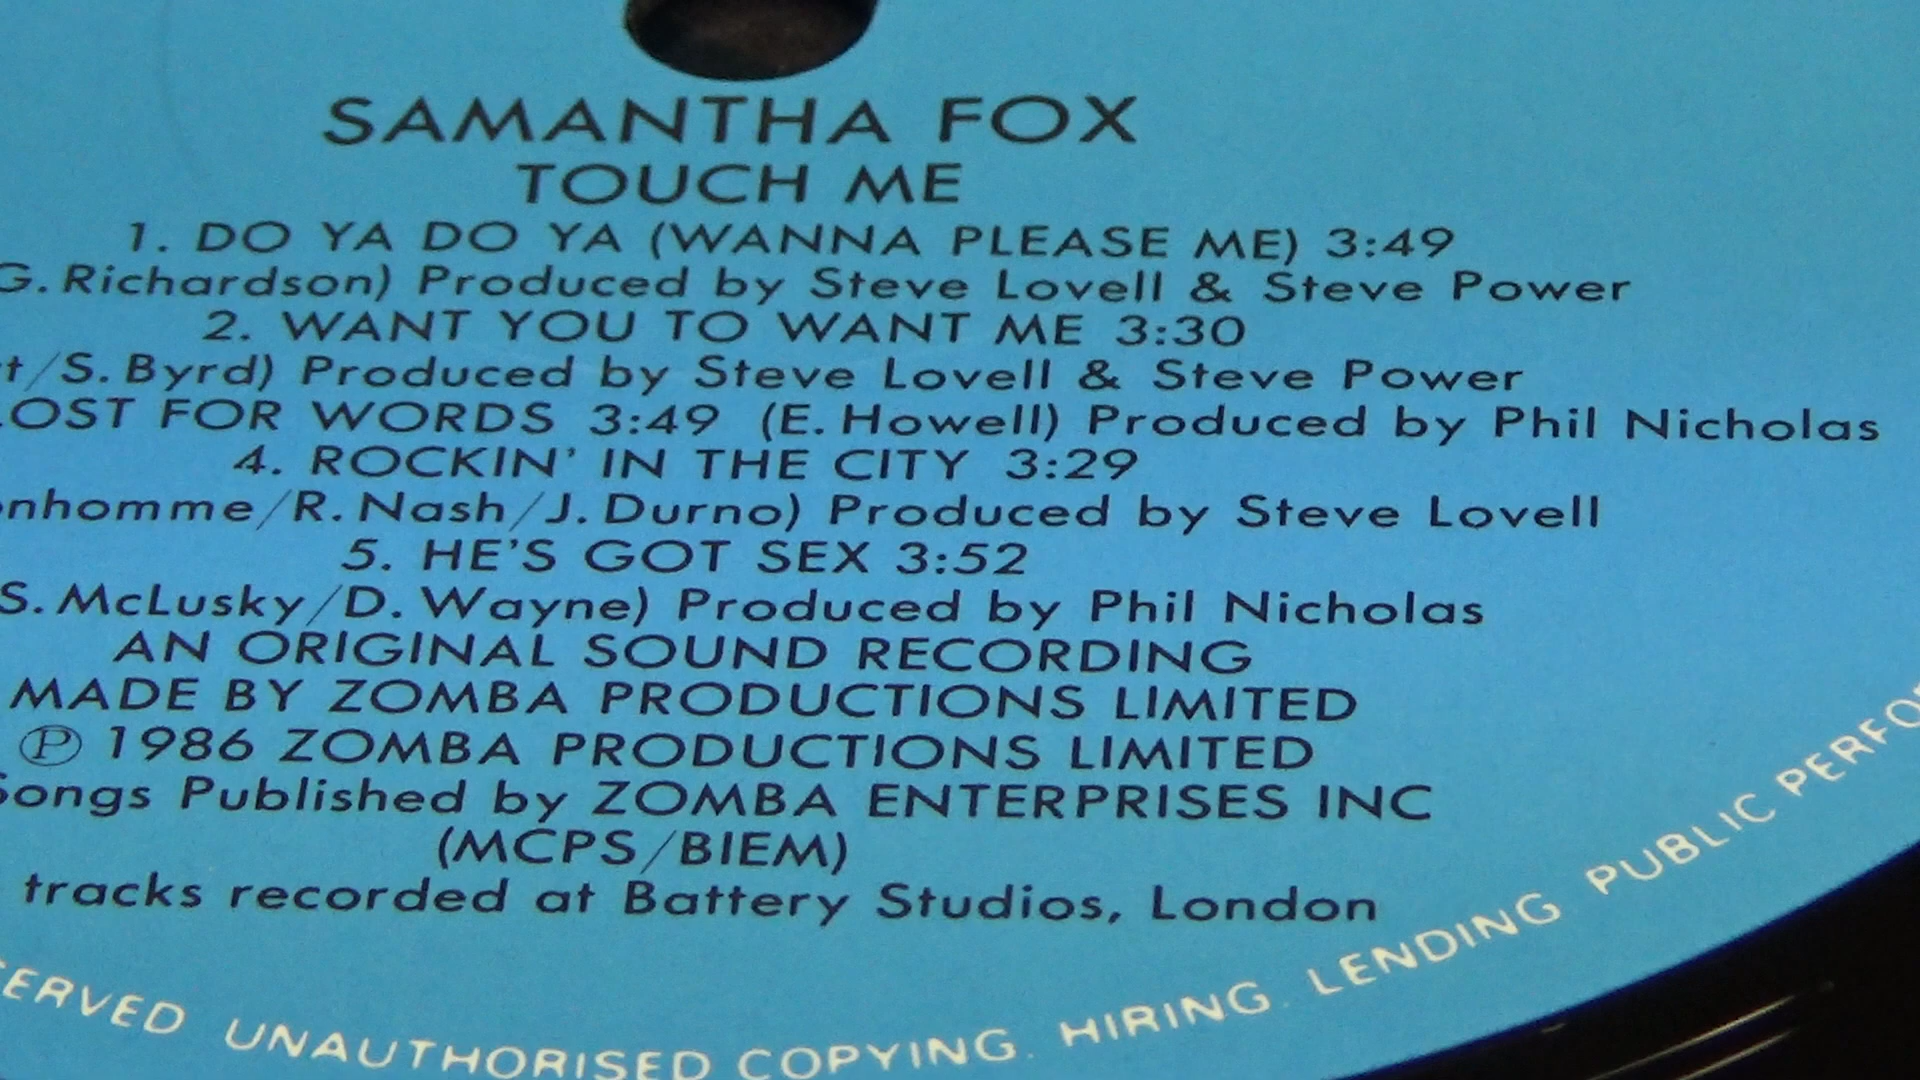 SAMANTHA FOX
TOUCH ME
1. DO YA DO YA (WANNA PLEASE ME) 3:49
G. Richardson) Produced by Steve Lovell & Steve Power
2. WANT YOU TO WANT ME 3:30
t/S. Byrd) Produced by Steve Lovell & Steve Power
LOST FOR WORDS 3:49 (E. Howell) Produced by Phil Nicholas
4. ROCKIN' IN THE CITY 3:29
nhomme/R. Nash/J. Durno) Produced by Steve Lovell
5. HE'S GOT SEX 3:52
S. McLusky/D. Wayne) Produced by Phil Nicholas
AN ORIGINAL SOUND RECORDING
MADE BY ZOMBA PRODUCTIONS LIMITED
℗ 1986 ZOMBA PRODUCTIONS LIMITED
Songs Published by ZOMBA ENTERPRISES INC
(MCPS/BIEM)
tracks recorded at Battery Studios, London
ERVED UNAUTHORISED COPYING. HIRING. LENDING PUBLIC PERFO